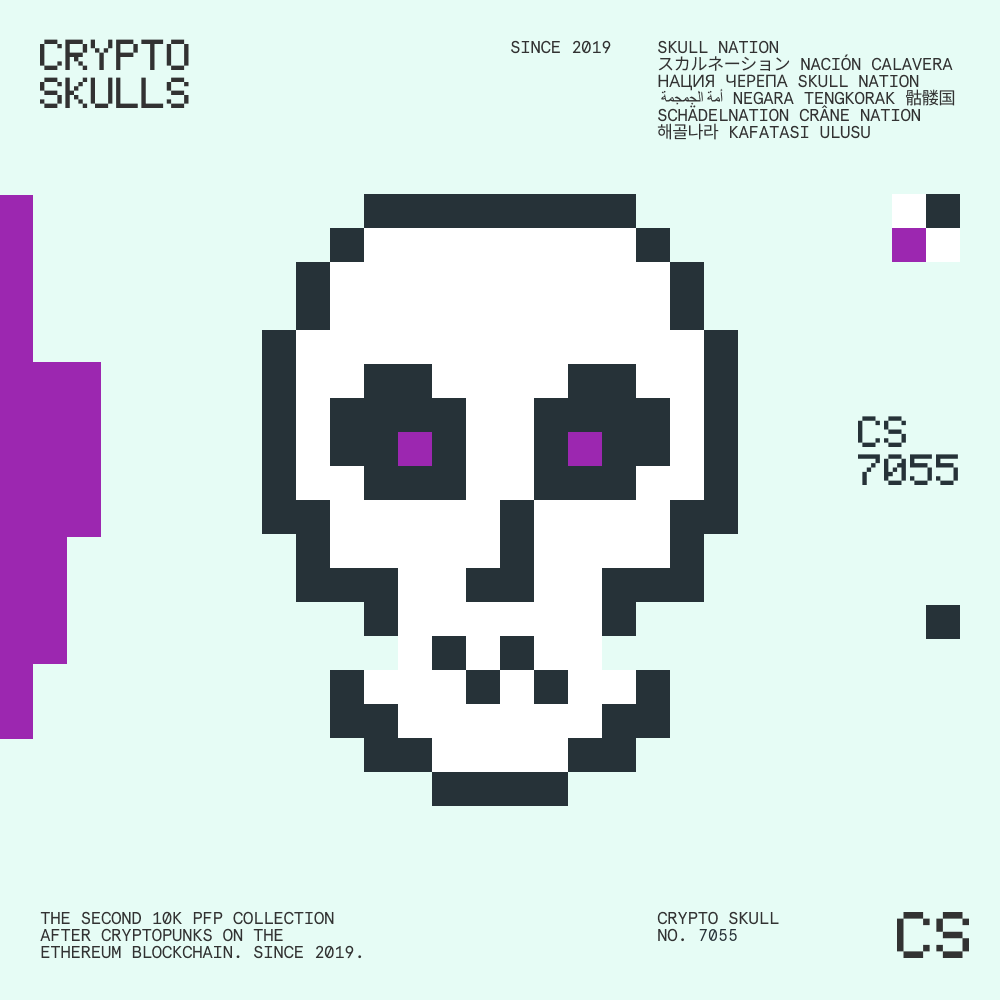 CRYPTO
SKULLS
SINCE 2019
SKULL NATION
スカルネーション NACIÓN CALAVERA
НАЦИЯ ЧЕРЕПА SKULL NATION
أمة الجمجمة NEGARA TENGKORAK 骷髅国
SCHÄDELNATION CRÂNE NATION
해골나라 KAFATASI ULUSU
CS
7055
THE SECOND 10K PFP COLLECTION
AFTER CRYPTOPUNKS ON THE
ETHEREUM BLOCKCHAIN. SINCE 2019.
CRYPTO SKULL
NO. 7055
CS